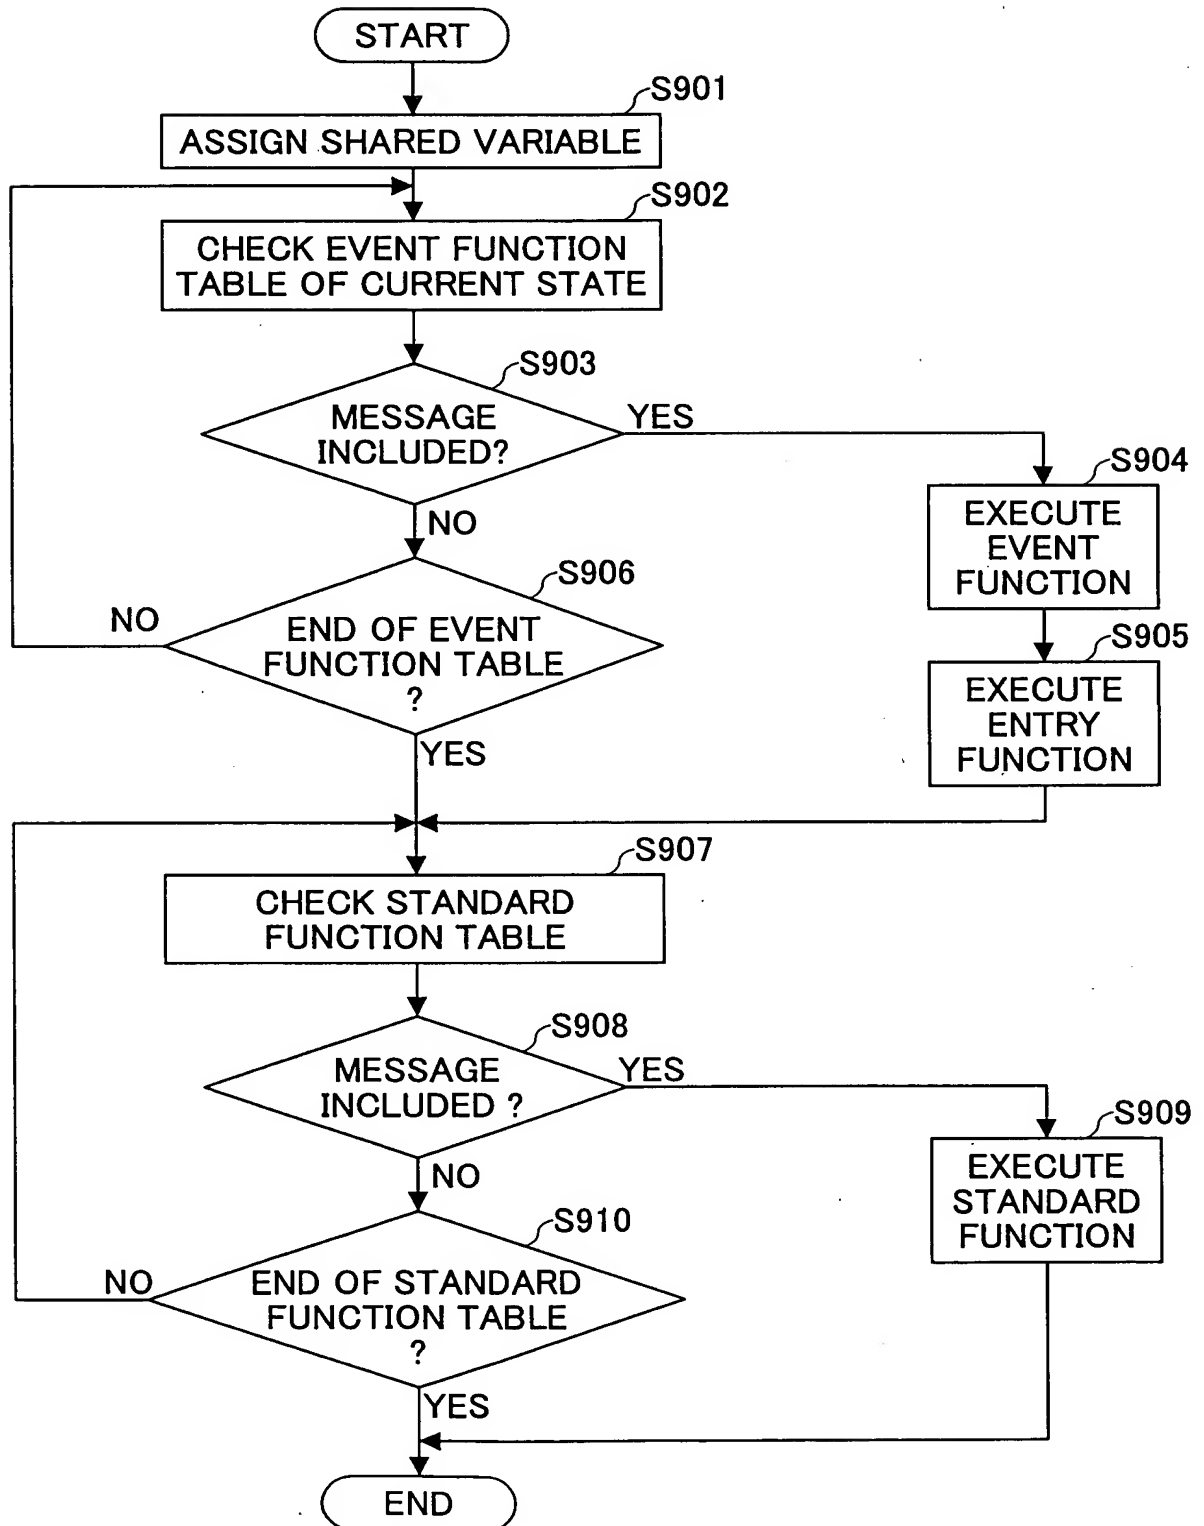 START
S901
ASSIGN SHARED VARIABLE
S902
CHECK EVENT FUNCTION
TABLE OF CURRENT STATE
S903
MESSAGE
INCLUDED?
YES
NO
S904
EXECUTE
EVENT
FUNCTION
S906
END OF EVENT
FUNCTION TABLE
?
NO
YES
S905
EXECUTE
ENTRY
FUNCTION
S907
CHECK STANDARD
FUNCTION TABLE
S908
MESSAGE
INCLUDED ?
YES
NO
S909
EXECUTE
STANDARD
FUNCTION
S910
END OF STANDARD
FUNCTION TABLE
?
NO
YES
END